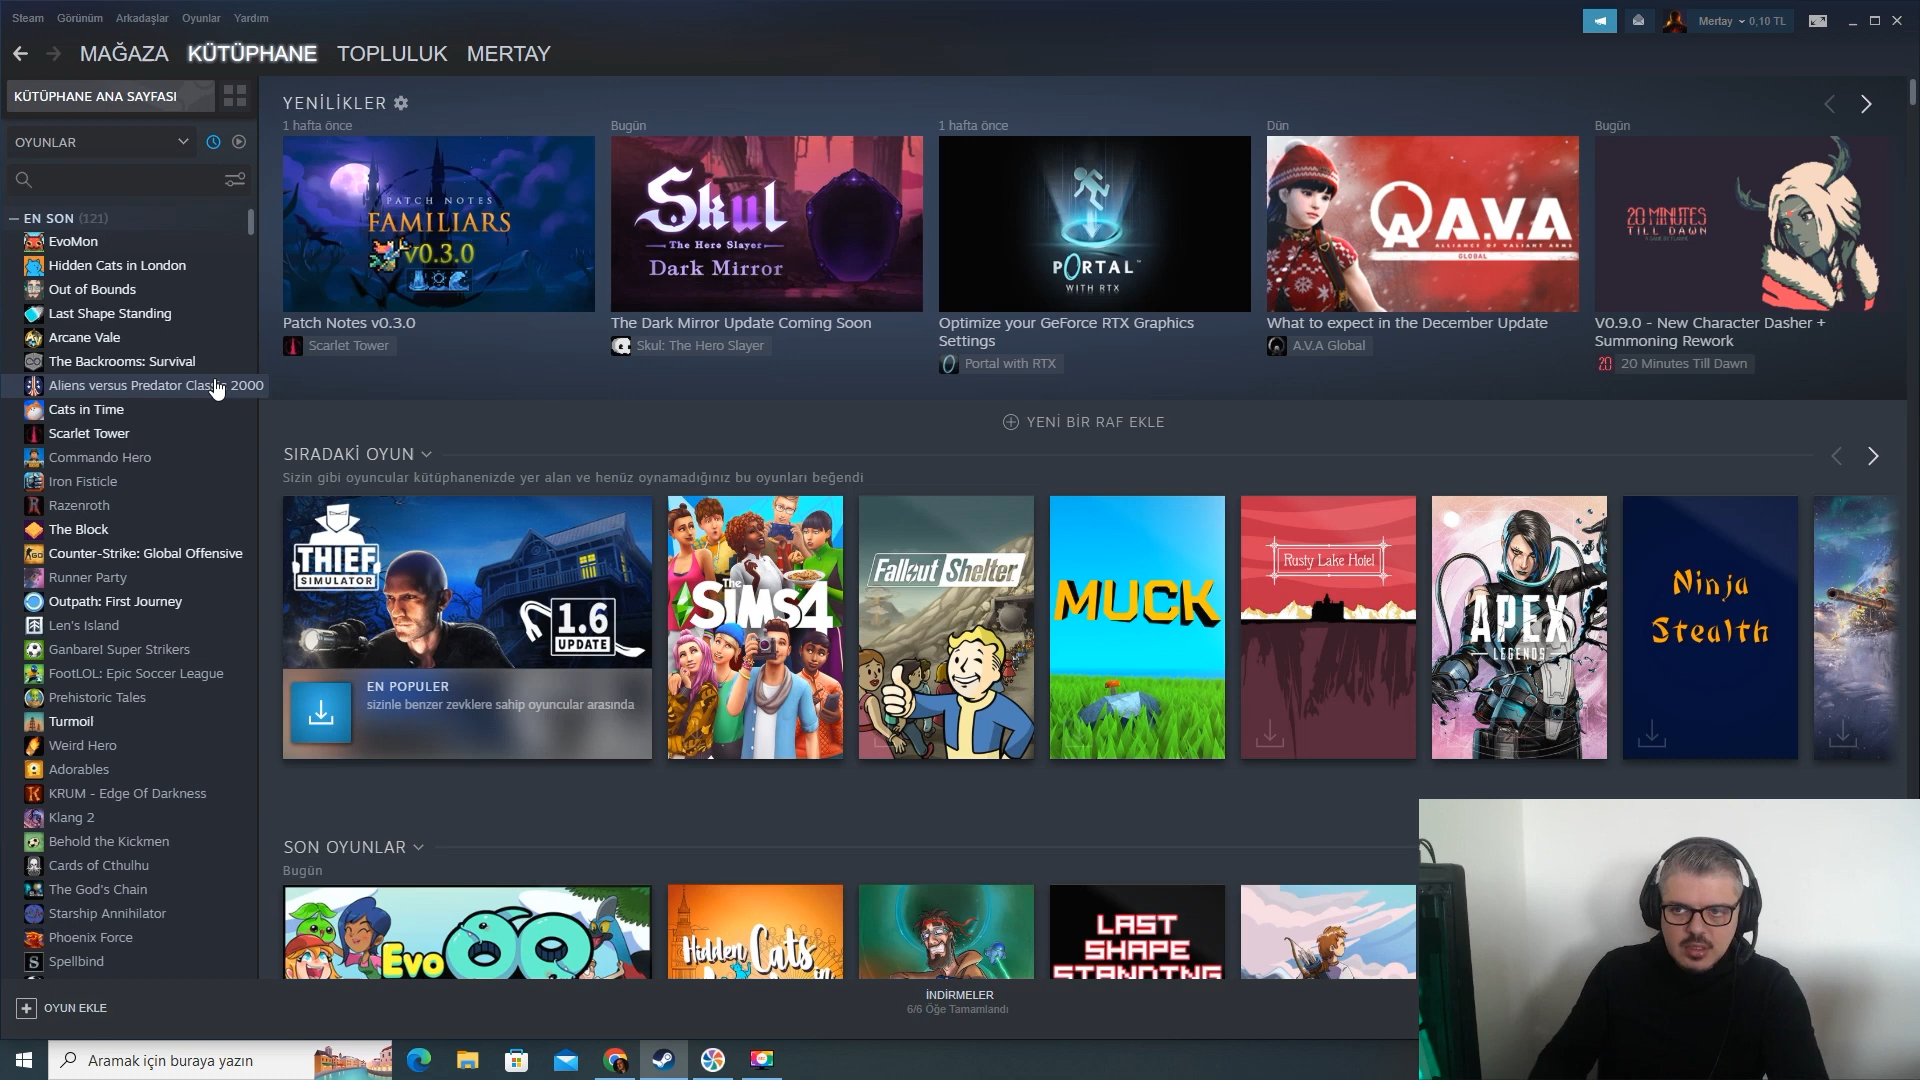 Steam Görünüm Arkadaşlar Oyunlar Yardım
Mertay 0,10 TL
MAĞAZA KÜTÜPHANE TOPLULUK MERTAY
KÜTÜPHANE ANA SAYFASI
OYUNLAR
EN SON (121)
EvoMon
Hidden Cats in London
Out of Bounds
Last Shape Standing
Arcane Vale
The Backrooms: Survival
Aliens versus Predator Classic 2000
Cats in Time
Scarlet Tower
Commando Hero
Iron Fisticle
Razenroth
The Block
Counter-Strike: Global Offensive
Runner Party
Outpath: First Journey
Len's Island
Ganbare! Super Strikers
FootLOL: Epic Soccer League
Prehistoric Tales
Turmoil
Weird Hero
Adorables
KRUM - Edge Of Darkness
Klang 2
Behold the Kickmen
Cards of Cthulhu
The God's Chain
Starship Annihilator
Phoenix Force
Spellbind
OYUN EKLE
YENİLİKLER
1 hafta önce
PATCH NOTES
FAMILIARS
v0.3.0
Patch Notes v0.3.0
Scarlet Tower
Bugün
Skul
The Hero Slayer
Dark Mirror
The Dark Mirror Update Coming Soon
Skul: The Hero Slayer
1 hafta önce
PORTAL™
WITH RTX
Optimize your GeForce RTX Graphics
Settings
Portal with RTX
Dün
A.V.A
ALLIANCE OF VALIANT ARMS
GLOBAL
What to expect in the December Update
A.V.A Global
Bugün
20 MINUTES
TILL DAWN
V0.9.0 - New Character Dasher +
Summoning Rework
20 Minutes Till Dawn
YENİ BİR RAF EKLE
SIRADAKİ OYUN
Sizin gibi oyuncular kütüphanenizde yer alan ve henüz oynamadığınız bu oyunları beğendi
THIEF
SIMULATOR
1.6
UPDATE
EN POPULER
sizinle benzer zevklere sahip oyuncular arasında
The
SIMS4
Fallout Shelter
MUCK
Rusty Lake Hotel
APEX
LEGENDS
Ninja
Stealth
SON OYUNLAR
Bugün
Evo
Hidden Cats
in
LAST
SHAPE
STANDING
İNDİRMELER
6/6 Öğe Tamamlandı
Aramak için buraya yazın